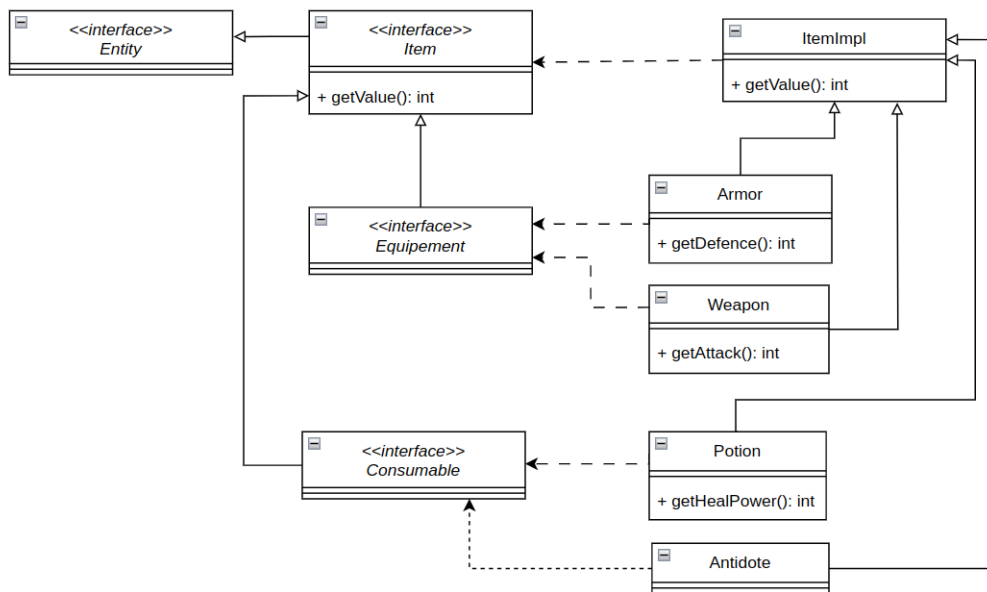 <<interface>>
Entity
<<interface>>
Item
+ getValue(): int
ItemImpl
+ getValue(): int
Armor
+ getDefence(): int
<<interface>>
Equipement
Weapon
+ getAttack(): int
<<interface>>
Consumable
Potion
+ getHealPower(): int
Antidote